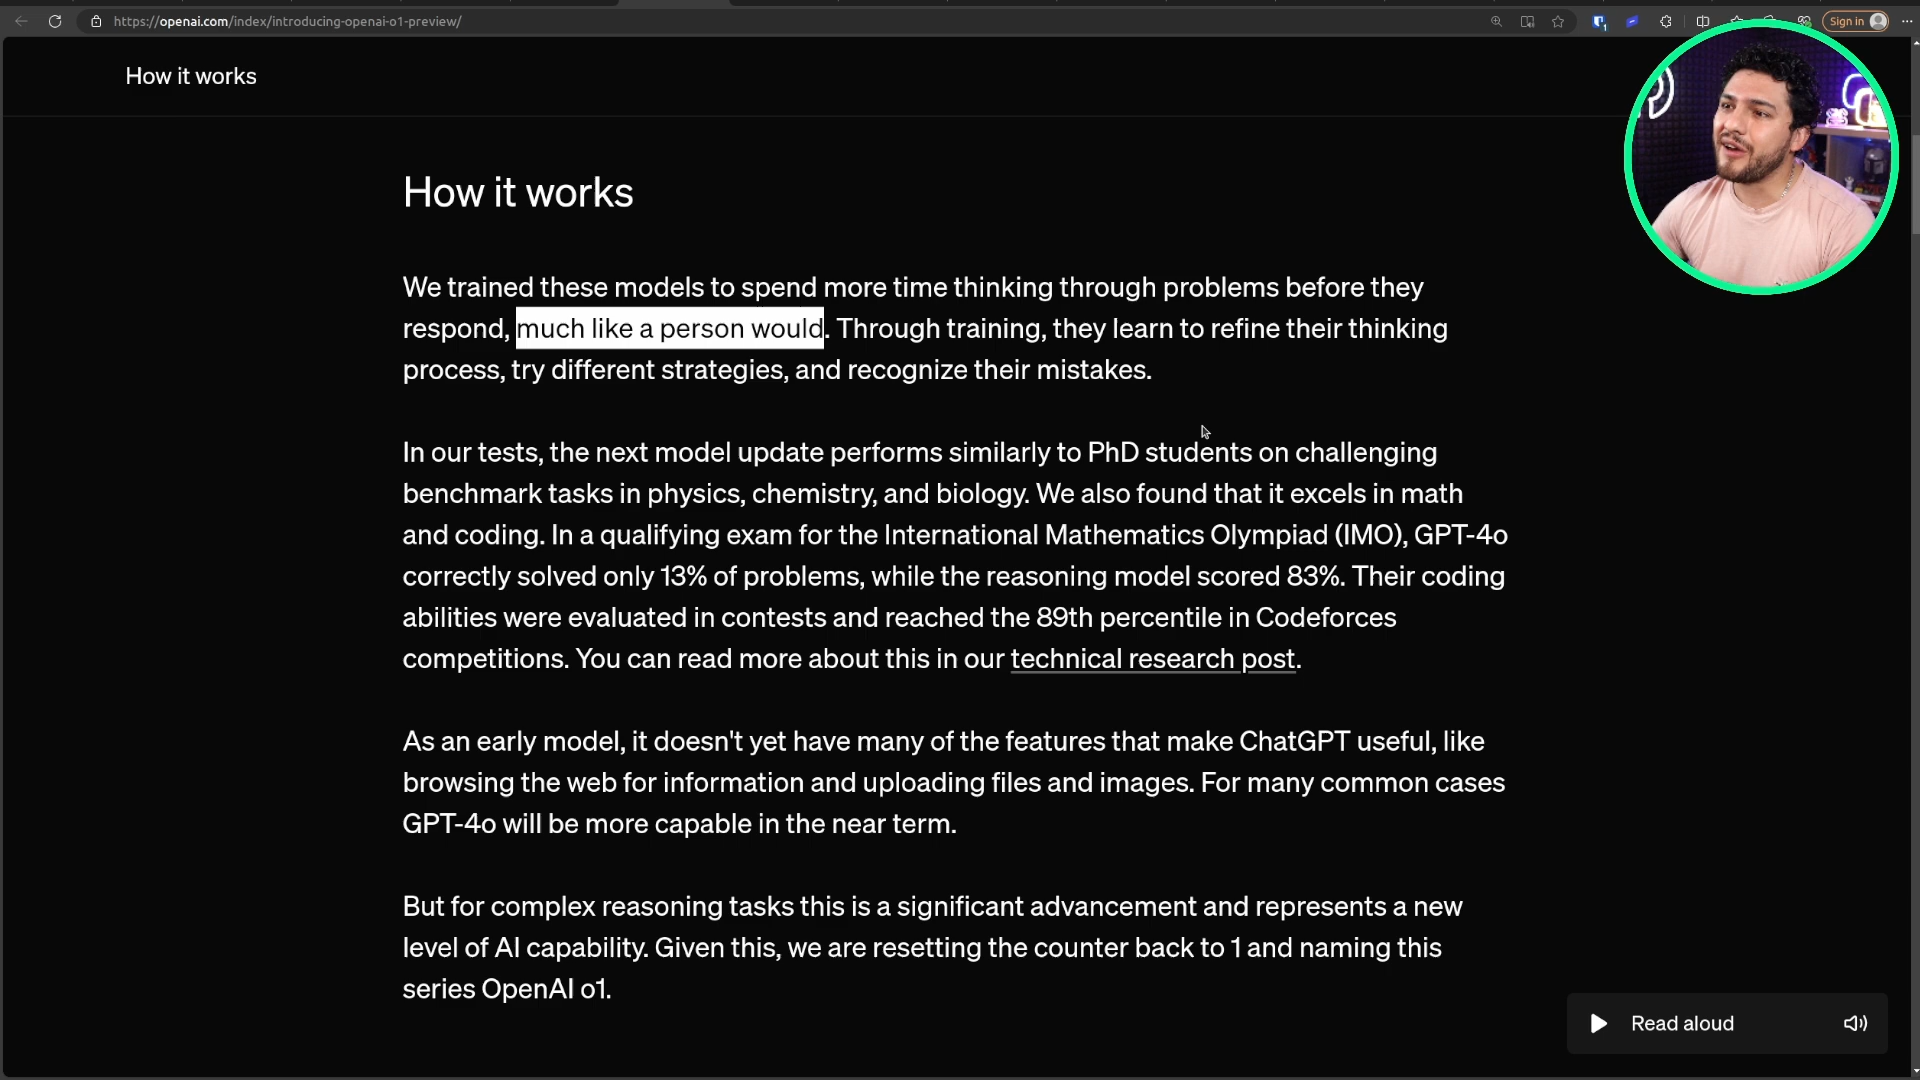 https://openai.com/index/introducing-openai-o1-preview/
Sign in
How it works
How it works
We trained these models to spend more time thinking through problems before they
respond, much like a person would. Through training, they learn to refine their thinking
process, try different strategies, and recognize their mistakes.
In our tests, the next model update performs similarly to PhD students on challenging
benchmark tasks in physics, chemistry, and biology. We also found that it excels in math
and coding. In a qualifying exam for the International Mathematics Olympiad (IMO), GPT-4o
correctly solved only 13% of problems, while the reasoning model scored 83%. Their coding
abilities were evaluated in contests and reached the 89th percentile in Codeforces
competitions. You can read more about this in our technical research post.
As an early model, it doesn't yet have many of the features that make ChatGPT useful, like
browsing the web for information and uploading files and images. For many common cases
GPT-4o will be more capable in the near term.
But for complex reasoning tasks this is a significant advancement and represents a new
level of AI capability. Given this, we are resetting the counter back to 1 and naming this
series OpenAI o1.
Read aloud